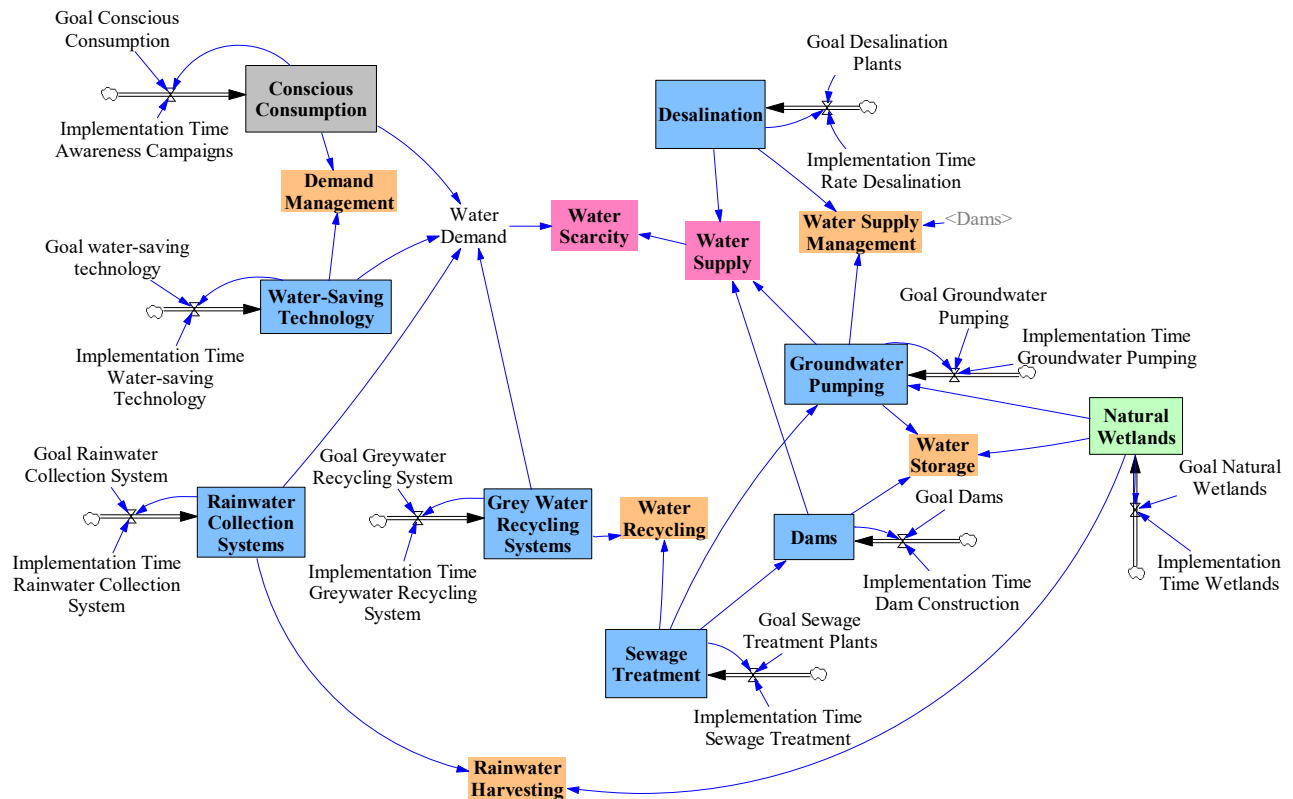 Goal Conscious
Consumption
Conscious
Consumption
Implementation Time
Awareness Campaigns
Demand
Management
Goal water-saving
technology
Water-Saving
Technology
Implementation Time
Water-saving
Technology
Water
Demand
Water
Scarcity
Water
Supply
Goal Desalination
Plants
Desalination
Implementation Time
Rate Desalination
Water Supply
Management
<Dams>
Goal Groundwater
Pumping
Implementation Time
Groundwater Pumping
Groundwater
Pumping
Natural
Wetlands
Water
Storage
Goal Natural
Wetlands
Implementation
Time Wetlands
Goal Rainwater
Collection System
Rainwater
Collection
Systems
Implementation Time
Rainwater Collection
System
Goal Greywater
Recycling System
Grey Water
Recycling
Systems
Implementation Time
Greywater Recycling
System
Water
Recycling
Goal Dams
Dams
Implementation Time
Dam Construction
Goal Sewage
Treatment Plants
Sewage
Treatment
Implementation Time
Sewage Treatment
Rainwater
Harvesting